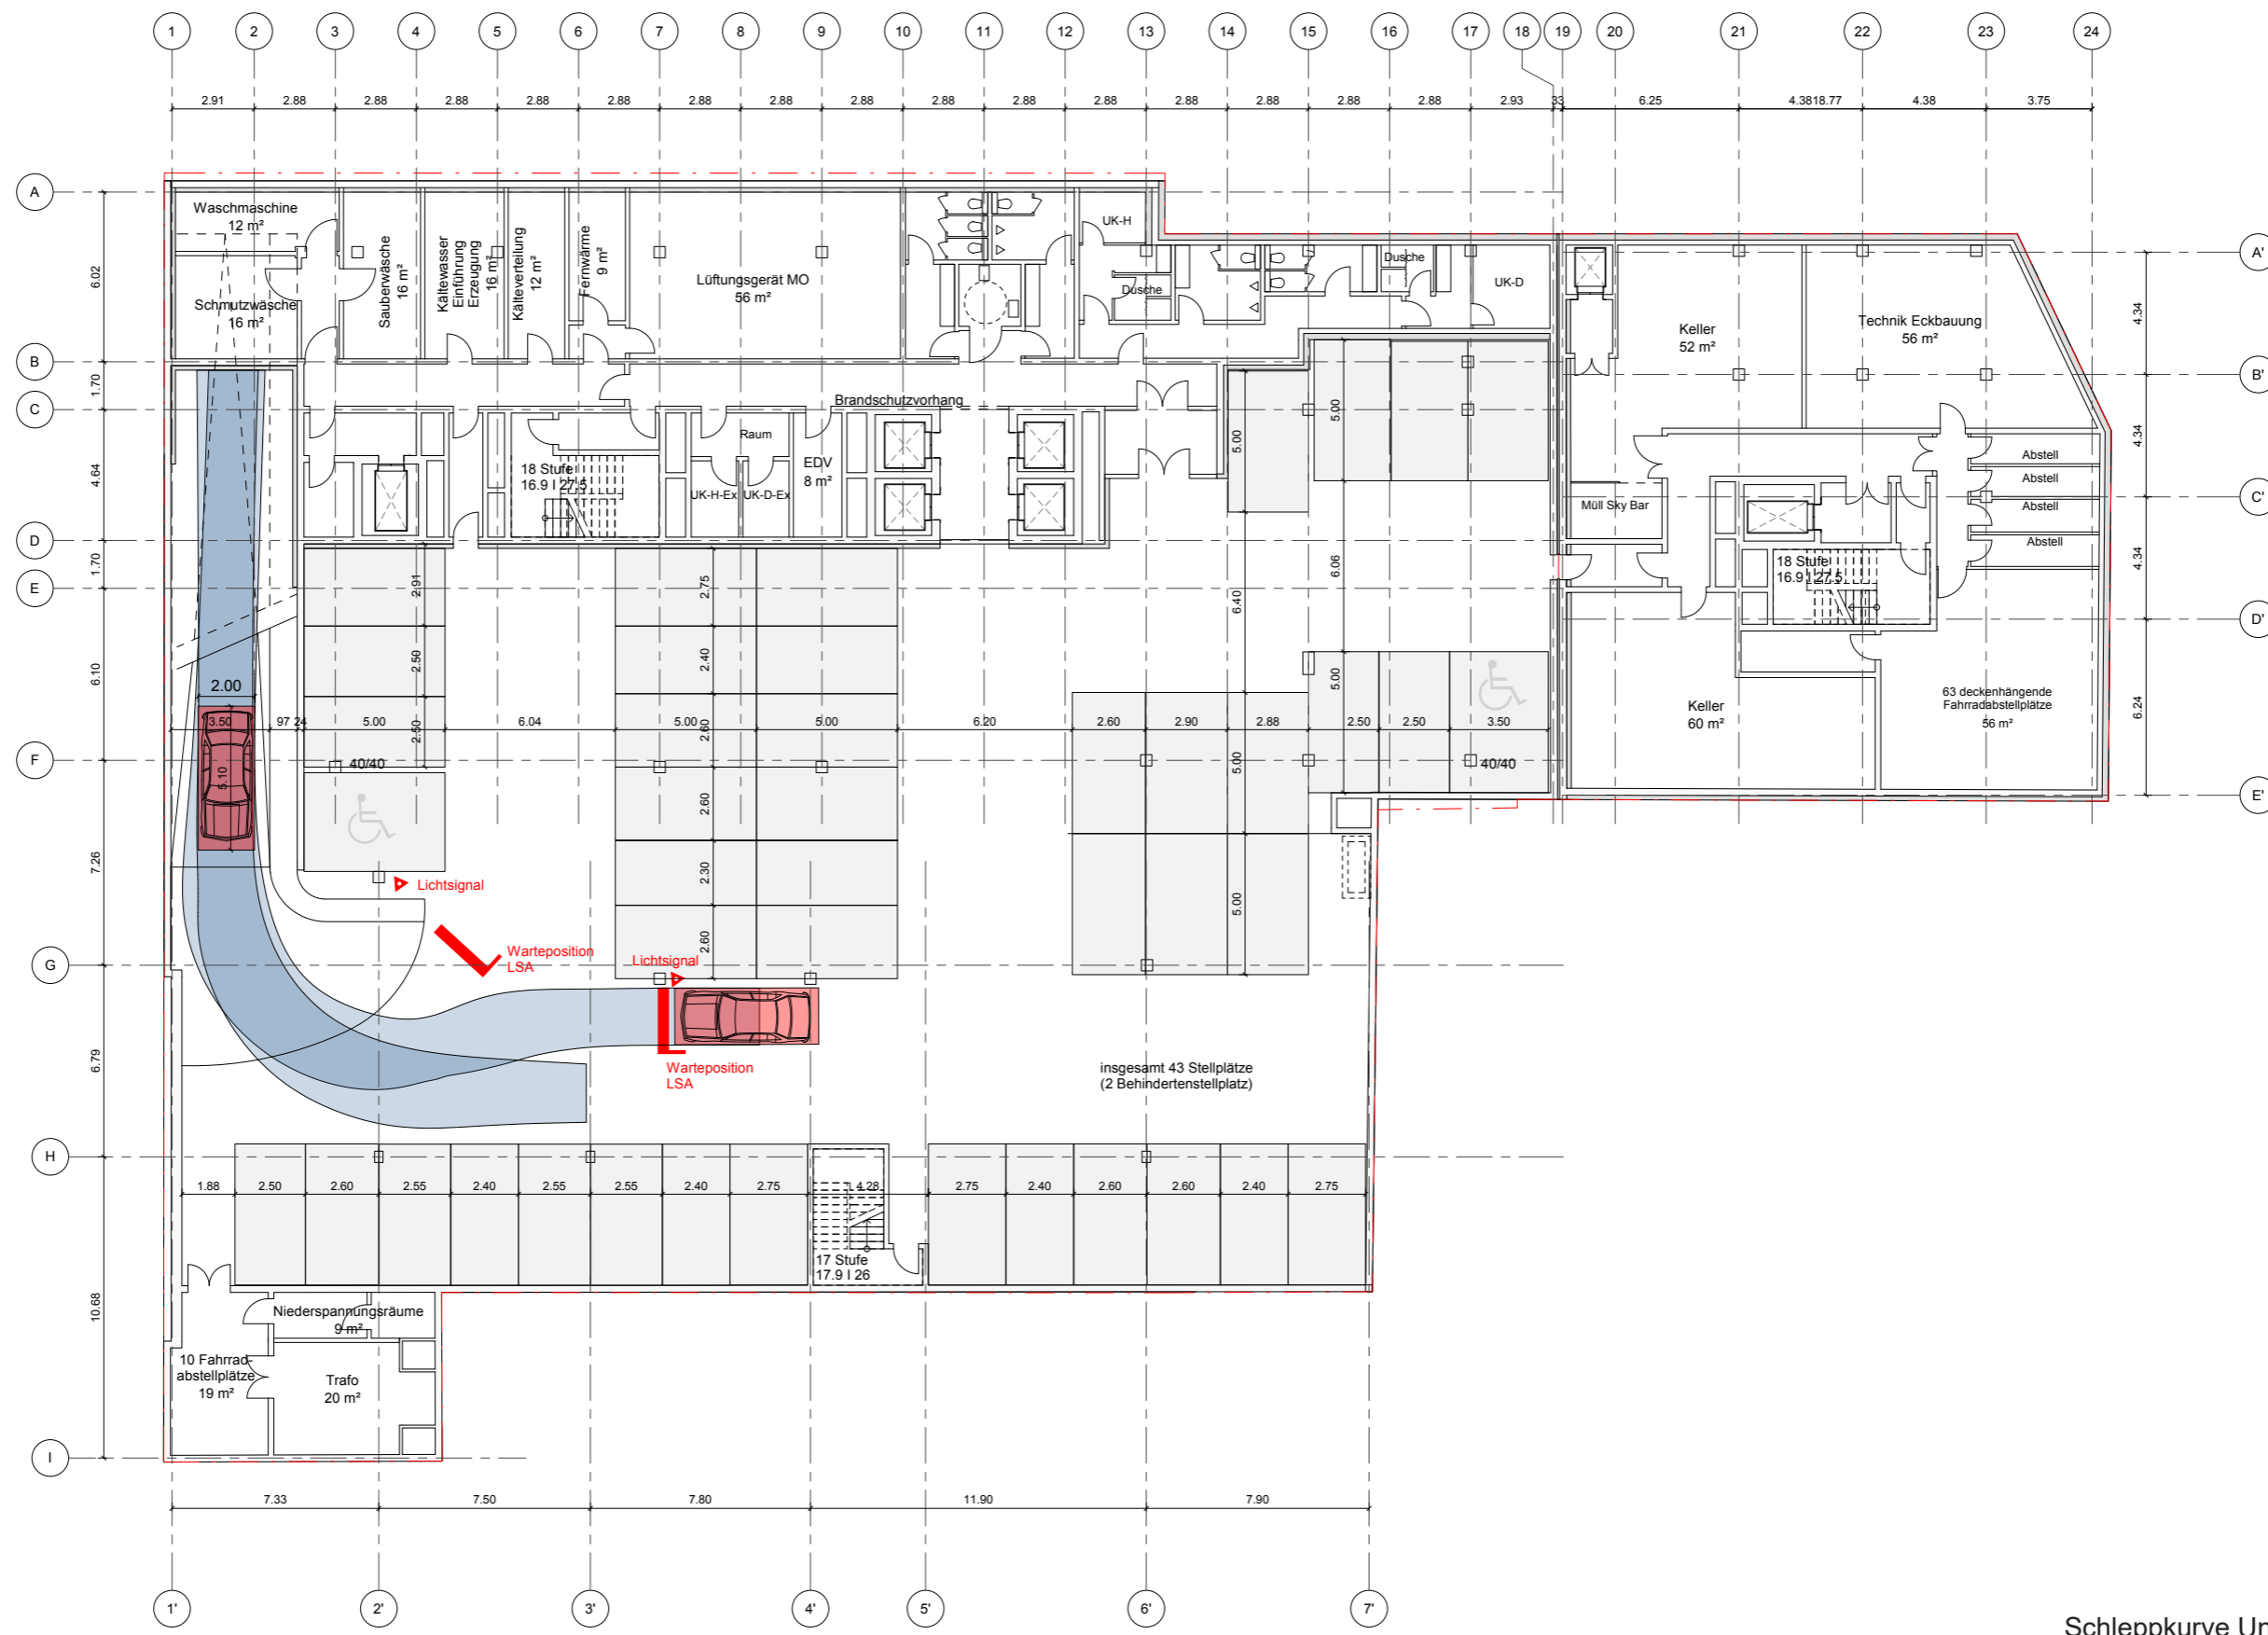 1 2 3 4 5 6 7 8 9 10 11 12 13 14 15 16 17 18 19 20 21 22 23 24
2.91 2.88 2.88 2.88 2.88 2.88 2.88 2.88 2.88 2.88 2.88 2.88 2.88 2.88 2.88 2.88 2.93 33 6.25 4.38 18.77 4.38 3.75
A
B
C
D
E
F
G
H
I
6.02
1.70
4.64
1.70
6.10
7.26
6.79
10.68
A'
B'
C'
D'
E'
4.34
4.34
4.34
6.24
Waschmaschine
12 m²
Schmutzwäsche
16 m²
Sauberwäsche
16 m²
Kältewasser
Einführung
Erzeugung
16 m²
Kälteverteilung
12 m²
Fernwärme
9 m²
Lüftungsgerät MO
56 m²
UK-H
Dusche
Dusche
UK-D
Keller
52 m²
Technik Eckbauung
56 m²
Brandschutzvorhang
Raum
EDV
8 m²
UK-H-Ex
UK-D-Ex
18 Stufe
16.9 I 27.5
Abstell
Abstell
Abstell
Abstell
Müll Sky Bar
18 Stufe
16.9 I 27.5
Keller
60 m²
63 deckenhängende
Fahrradabstellplätze
56 m²
5.00
5.00
6.06
6.40
5.00
5.00
5.00
2.91
2.50
2.50
2.75
2.40
2.60
2.60
2.30
2.60
2.00
3.50 97 24 5.00 6.04 5.00 5.00 6.20 2.60 2.90 2.88 2.50 2.50 3.50
5.10
40/40
40/40
Lichtsignal
Warteposition
LSA
Lichtsignal
Warteposition
LSA
insgesamt 43 Stellplätze
(2 Behindertenstellplatz)
1.88 2.50 2.60 2.55 2.40 2.55 2.55 2.40 2.75 4.28 2.75 2.40 2.60 2.60 2.40 2.75
17 Stufe
17.9 I 26
Niederspannungsräume
9 m²
10 Fahrrad-
abstellplätze
19 m²
Trafo
20 m²
7.33 7.50 7.80 11.90 7.90
1' 2' 3' 4' 5' 6' 7'
Schleppkurve Un